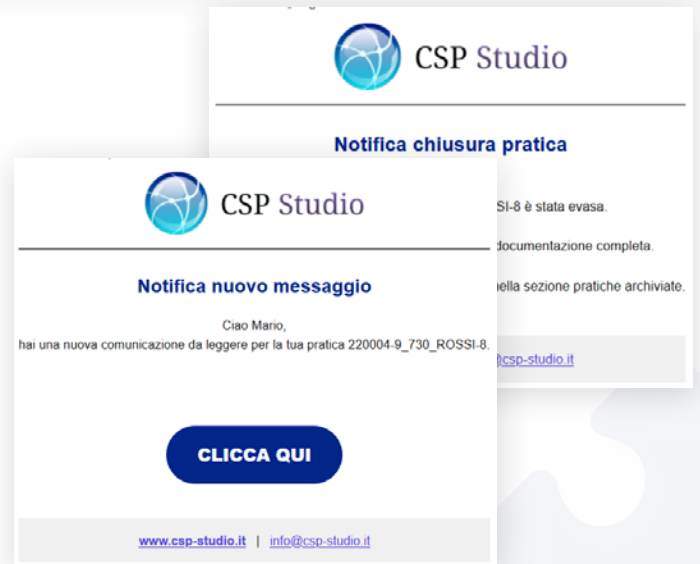 CSP Studio
Notifica chiusura pratica
SI-8 è stata evasa.
documentazione completa.
nella sezione pratiche archiviate.
@csp-studio.it
CSP Studio
Notifica nuovo messaggio
Ciao Mario,
hai una nuova comunicazione da leggere per la tua pratica 220004-9_730_ROSSI-8.
CLICCA QUI
www.csp-studio.it | info@csp-studio.it